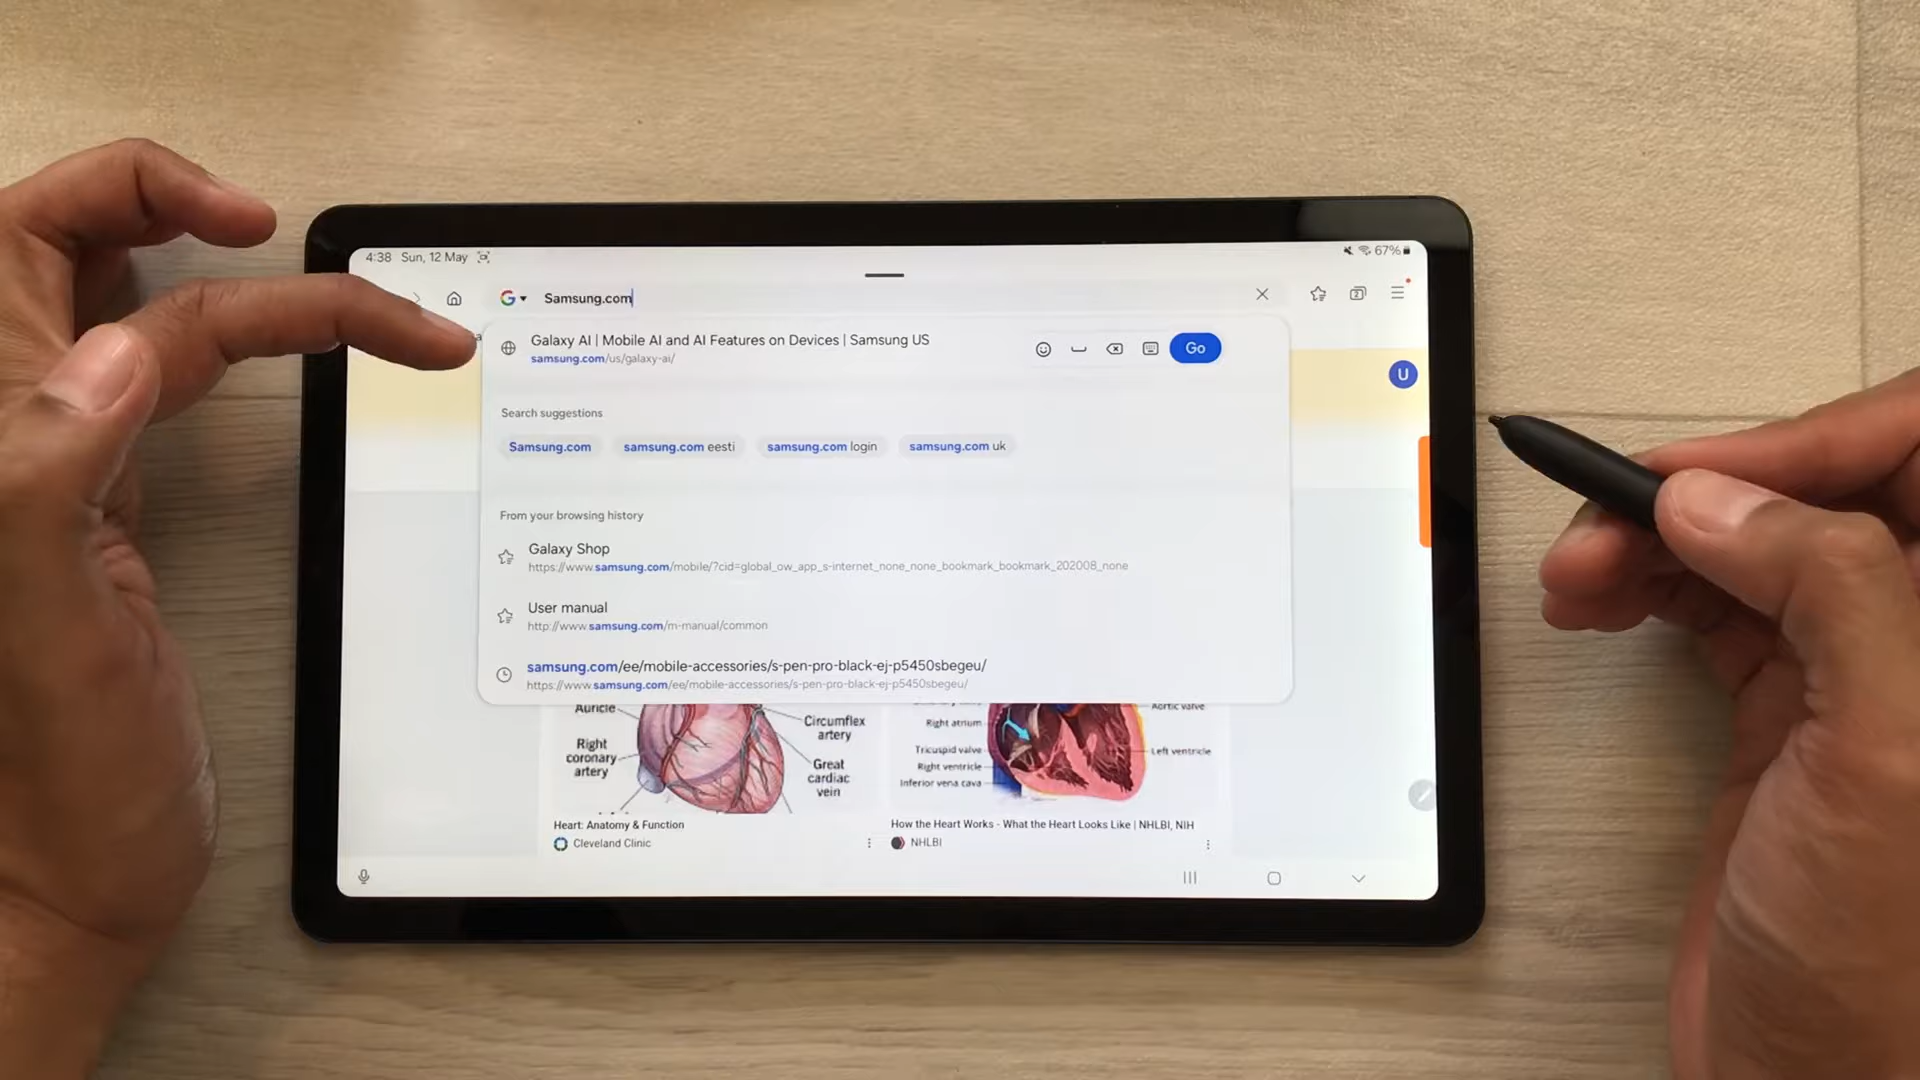 4:38 Sun, 12 May
67%
Samsung.com
2
Galaxy AI | Mobile AI and AI Features on Devices | Samsung US
samsung.com/us/galaxy-ai/
Go
U
Search suggestions
Samsung.com
samsung.com eesti
samsung.com login
samsung.com uk
From your browsing history
Galaxy Shop
https://www.samsung.com/mobile/?cid=global_ow_app_s-internet_none_none_bookmark_bookmark_202008_none
User manual
http://www.samsung.com/m-manual/common
samsung.com/ee/mobile-accessories/s-pen-pro-black-ej-p5450sbegeu/
https://www.samsung.com/ee/mobile-accessories/s-pen-pro-black-ej-p5450sbegeu/
Auricle
Right
coronary
artery
Circumflex
artery
Great
cardiac
vein
Right atrium
Tricuspid valve
Right ventricle
Inferior vena cava
Aortic valve
Left ventricle
Heart: Anatomy & Function
Cleveland Clinic
How the Heart Works - What the Heart Looks Like | NHLBI, NIH
NHLBI